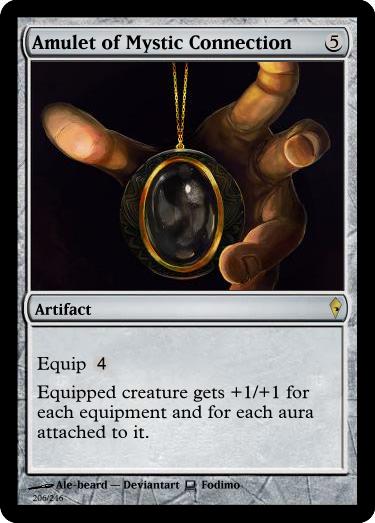 Amulet of Mystic Connection 5
Artifact
Equip 4
Equipped creature gets +1/+1 for
each equipment and for each aura
attached to it.
Ale-beard — Deviantart Fodimo
206/246